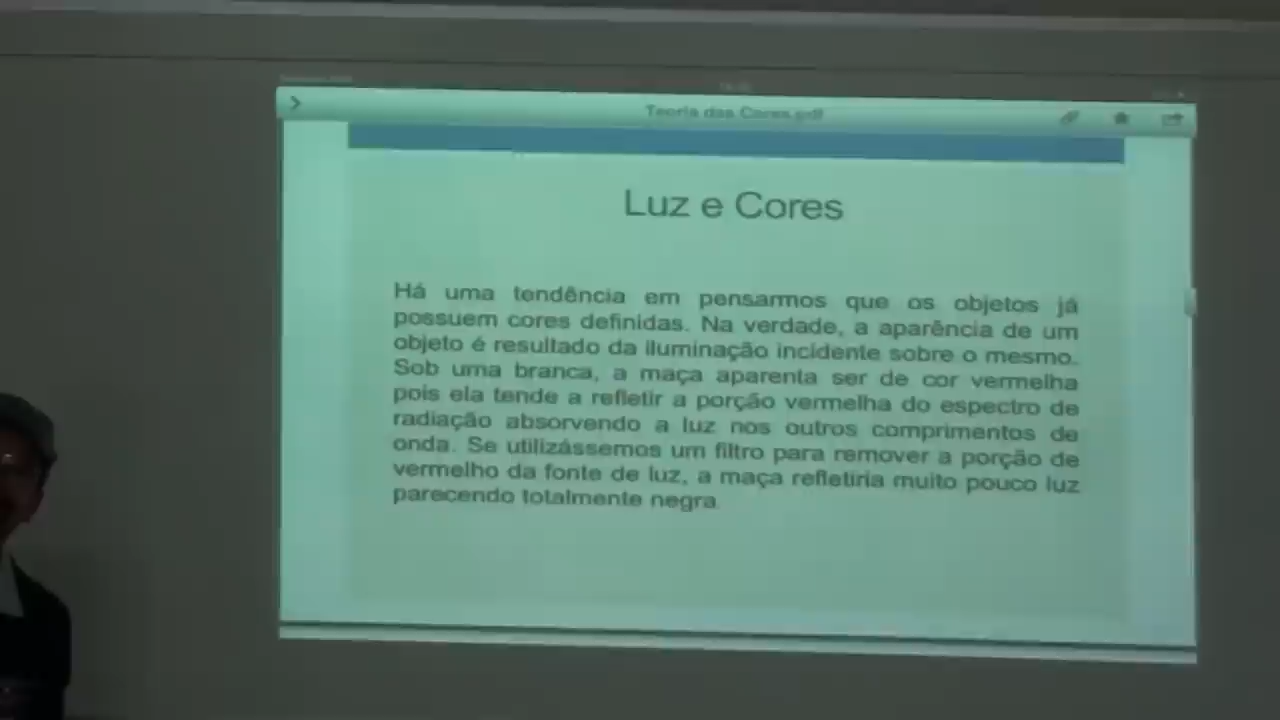 Teoria das Cores.pdf
Luz e Cores
Há uma tendência em pensarmos que os objetos já
possuem cores definidas. Na verdade, a aparência de um
objeto é resultado da iluminação incidente sobre o mesmo.
Sob uma branca, a maça aparenta ser de cor vermelha
pois ela tende a refletir a porção vermelha do espectro de
radiação absorvendo a luz nos outros comprimentos de
onda. Se utilizássemos um filtro para remover a porção de
vermelho da fonte de luz, a maça refletiria muito pouco luz
parecendo totalmente negra.